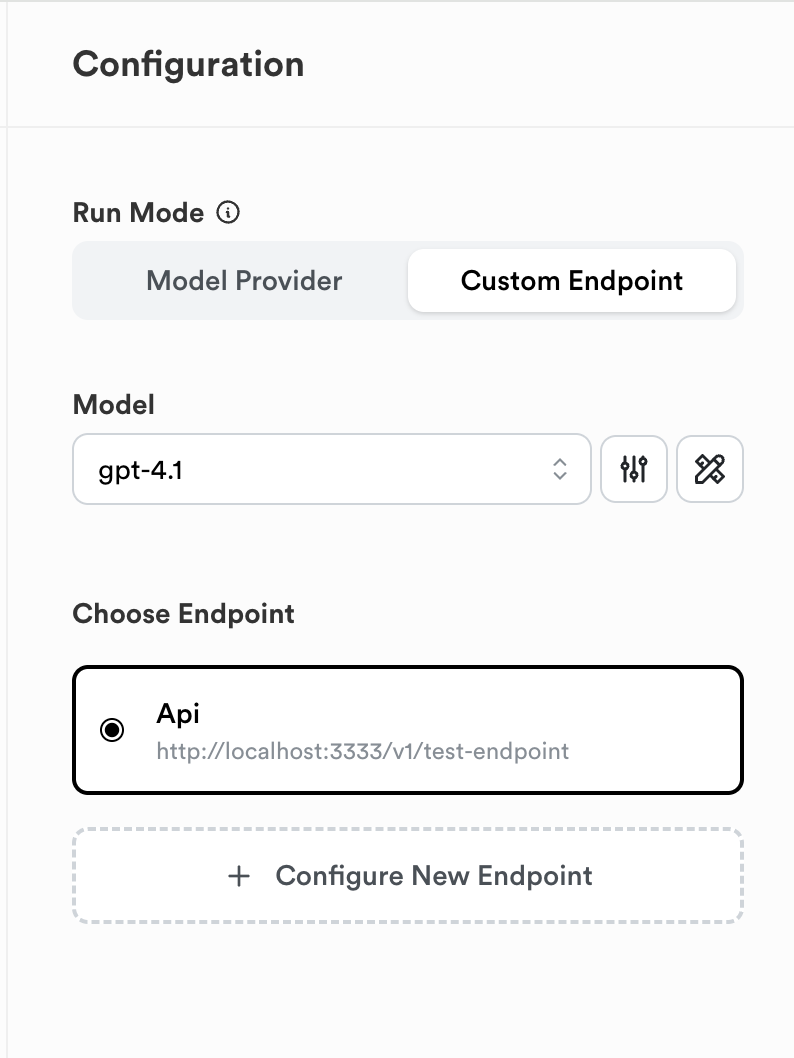 Configuration
Run Mode
Model Provider
Custom Endpoint
Model
gpt-4.1
Choose Endpoint
Api
http://localhost:3333/v1/test-endpoint
+ Configure New Endpoint